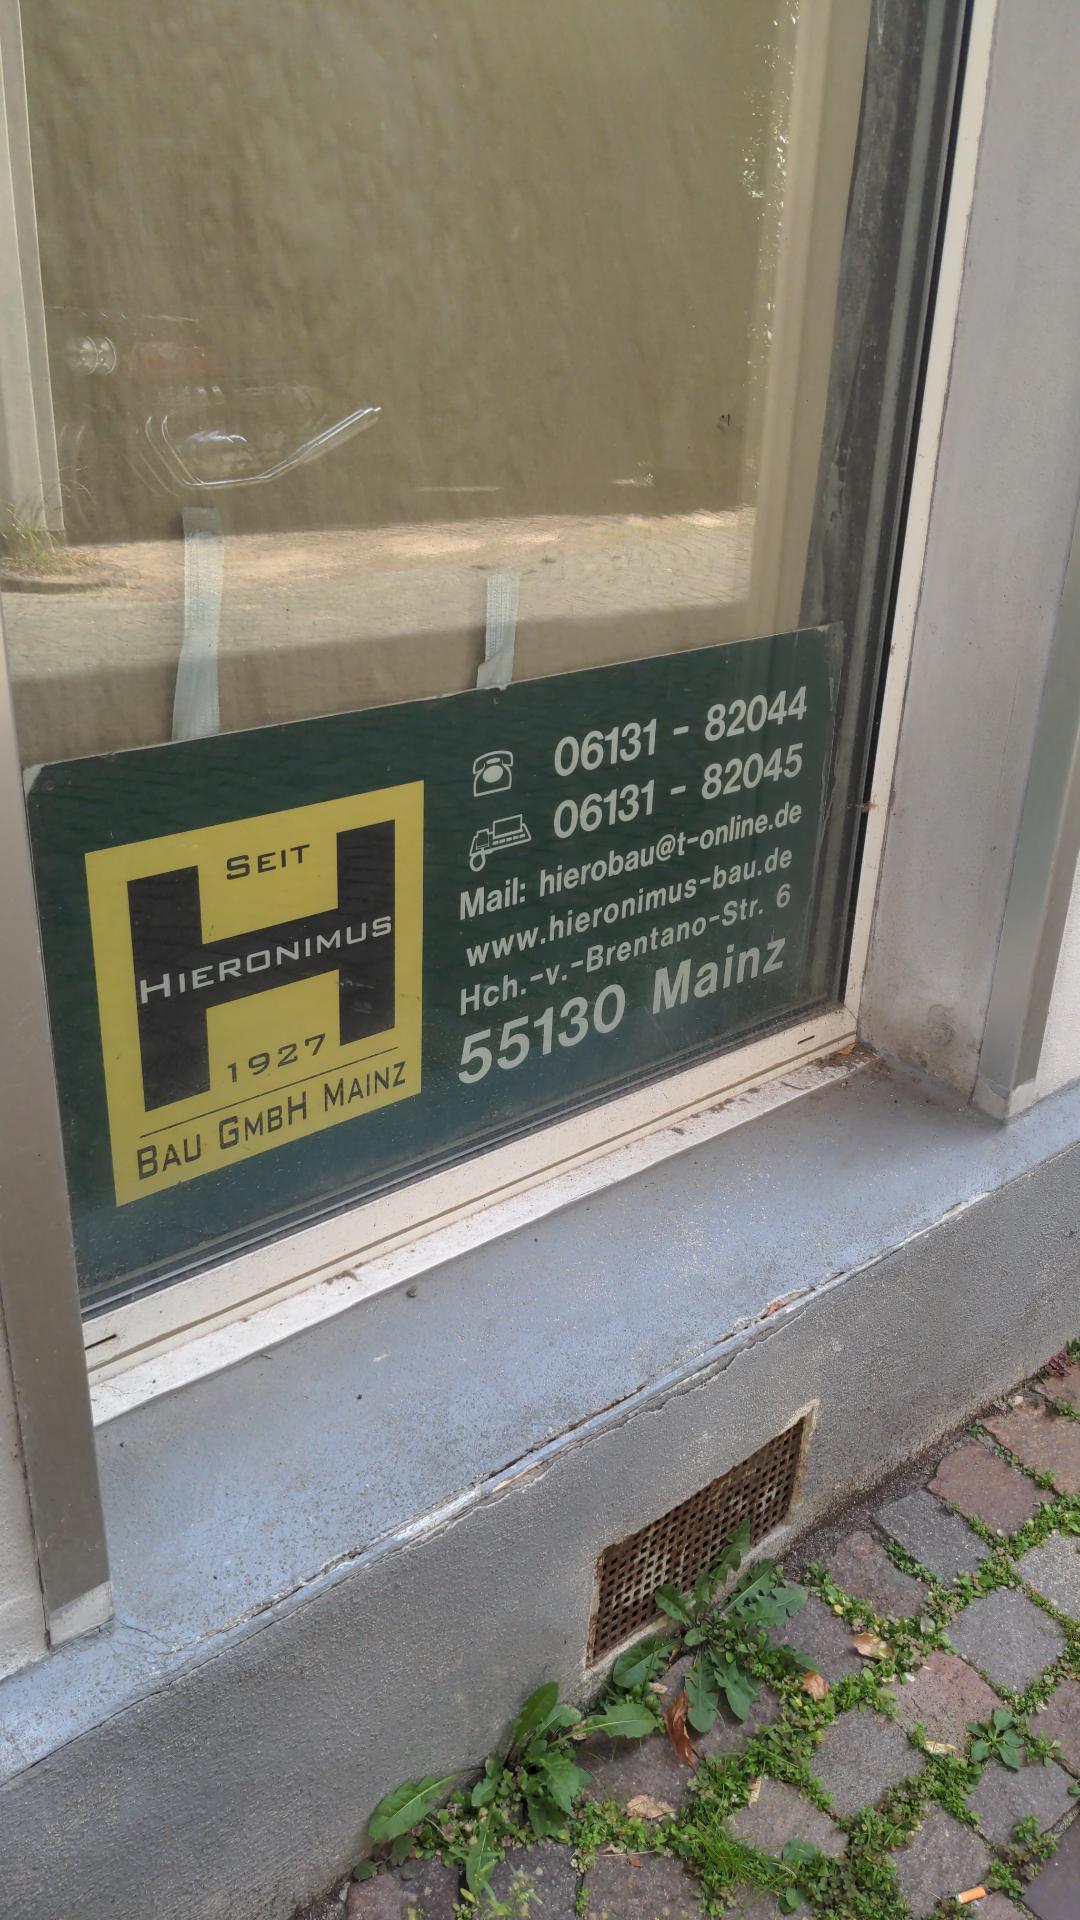 SEIT
HIERONIMUS
1927
BAU GMBH MAINZ
06131 - 82044
06131 - 82045
Mail: hierobau@t-online.de
www.hieronimus-bau.de
Hch.-v.-Brentano-Str. 6
55130 Mainz